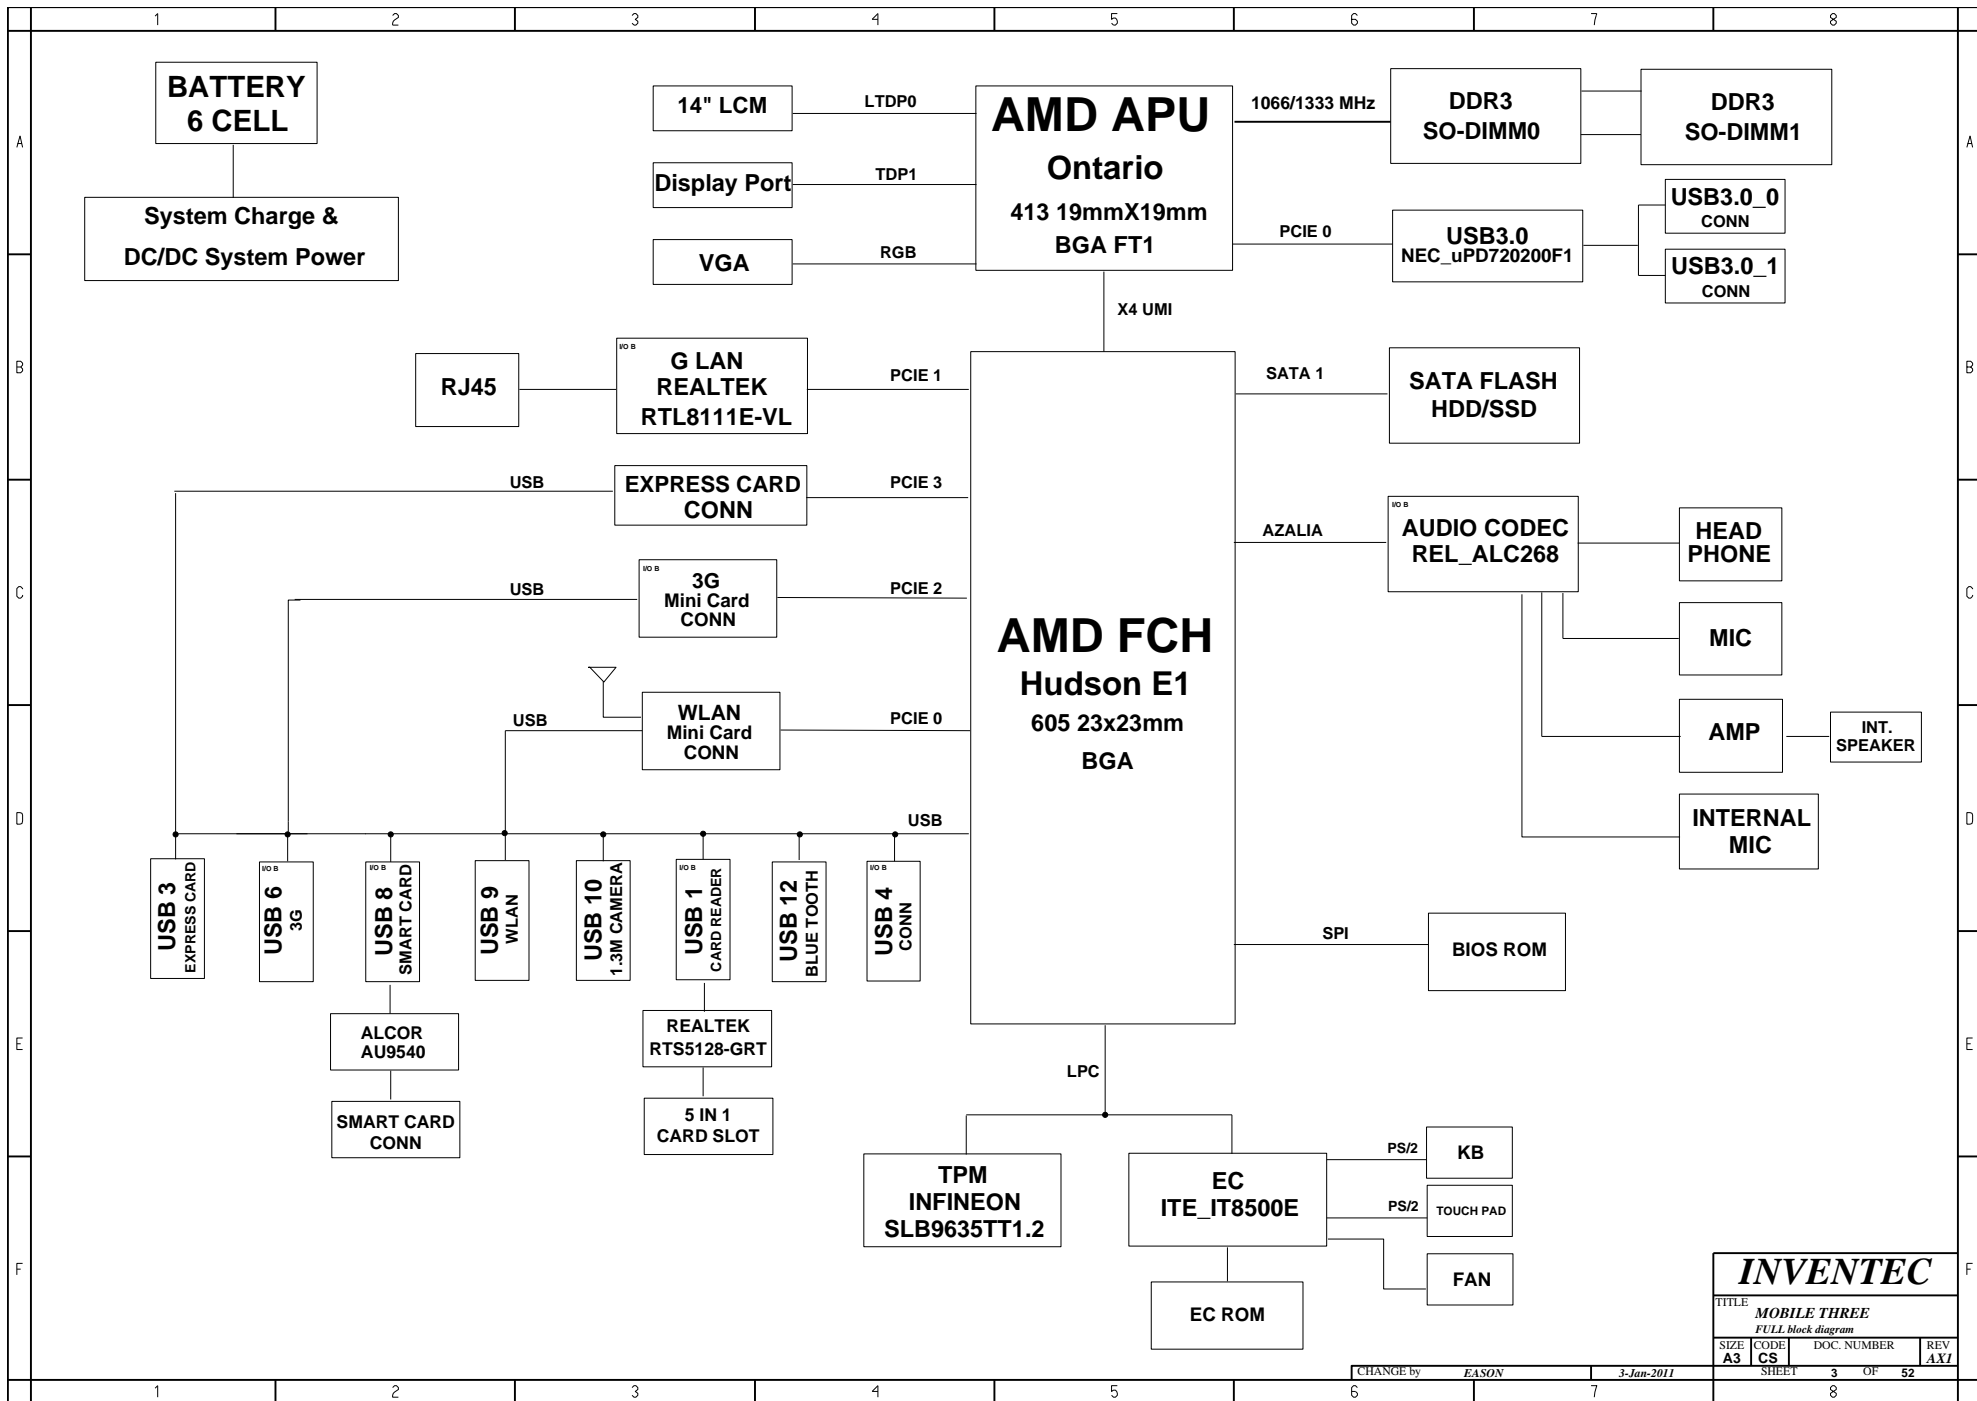 1 2 3 4 5 6 7 8
A
B
C
D
E
F
A
B
C
D
E
F
BATTERY
6 CELL
System Charge &
DC/DC System Power
14" LCM
LTDP0
Display Port
TDP1
VGA
RGB
AMD APU
Ontario
413 19mmX19mm
BGA FT1
1066/1333 MHz
DDR3
SO-DIMM0
DDR3
SO-DIMM1
PCIE 0
USB3.0
NEC_uPD720200F1
USB3.0_0
CONN
USB3.0_1
CONN
X4 UMI
RJ45
I/O B
G LAN
REALTEK
RTL8111E-VL
PCIE 1
USB
EXPRESS CARD
CONN
PCIE 3
USB
I/O B
3G
Mini Card
CONN
PCIE 2
USB
WLAN
Mini Card
CONN
PCIE 0
AMD FCH
Hudson E1
605 23x23mm
BGA
SATA 1
SATA FLASH
HDD/SSD
AZALIA
I/O B
AUDIO CODEC
REL_ALC268
HEAD
PHONE
MIC
AMP
INT.
SPEAKER
INTERNAL
MIC
USB
USB 3
EXPRESS CARD
I/O B
USB 6
3G
I/O B
USB 8
SMART CARD
USB 9
WLAN
USB 10
1.3M CAMERA
I/O B
USB 1
CARD READER
USB 12
BLUE TOOTH
I/O B
USB 4
CONN
ALCOR
AU9540
SMART CARD
CONN
REALTEK
RTS5128-GRT
5 IN 1
CARD SLOT
SPI
BIOS ROM
LPC
TPM
INFINEON
SLB9635TT1.2
EC
ITE_IT8500E
EC ROM
PS/2
KB
PS/2
TOUCH PAD
FAN
INVENTEC
TITLE
MOBILE THREE
FULL block diagram
SIZE CODE DOC. NUMBER REV
A3 CS AX1
CHANGE by EASON 3-Jan-2011 SHEET 3 OF 52
1 2 3 4 5 6 7 8